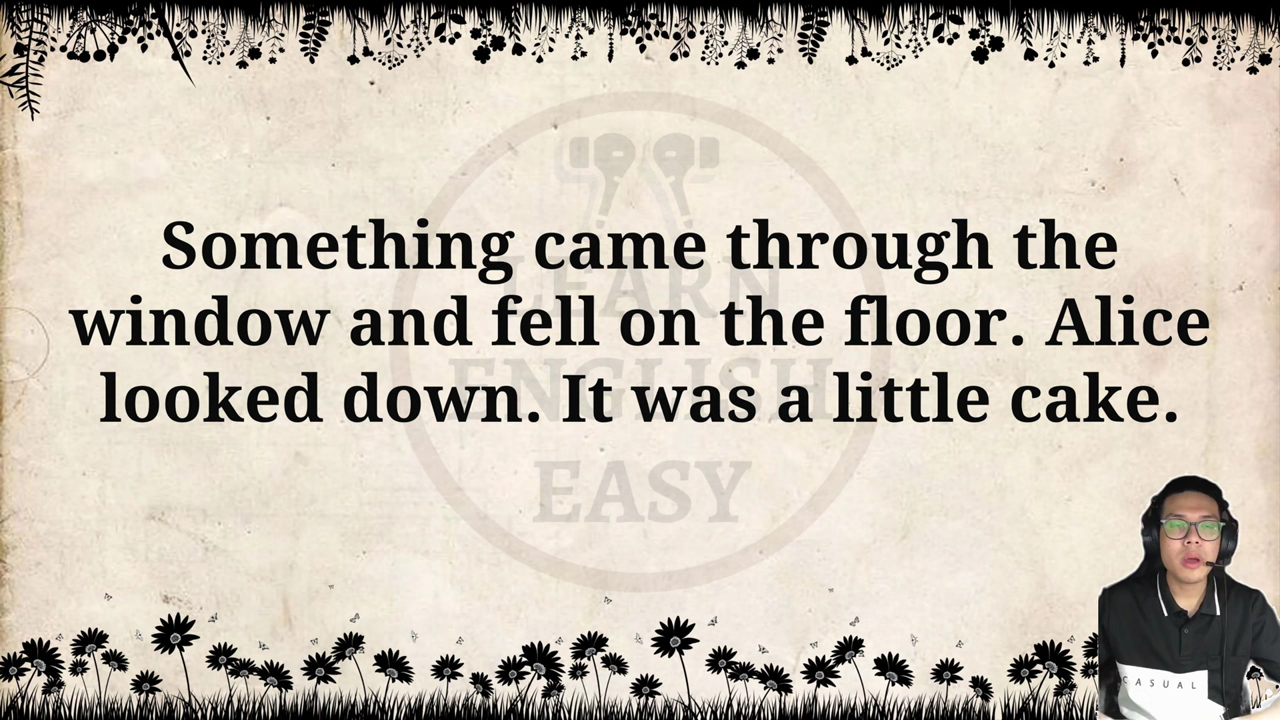 Something came through the
window and fell on the floor. Alice
looked down. It was a little cake.
LEARN
ENGLISH
EASY
CASUAL